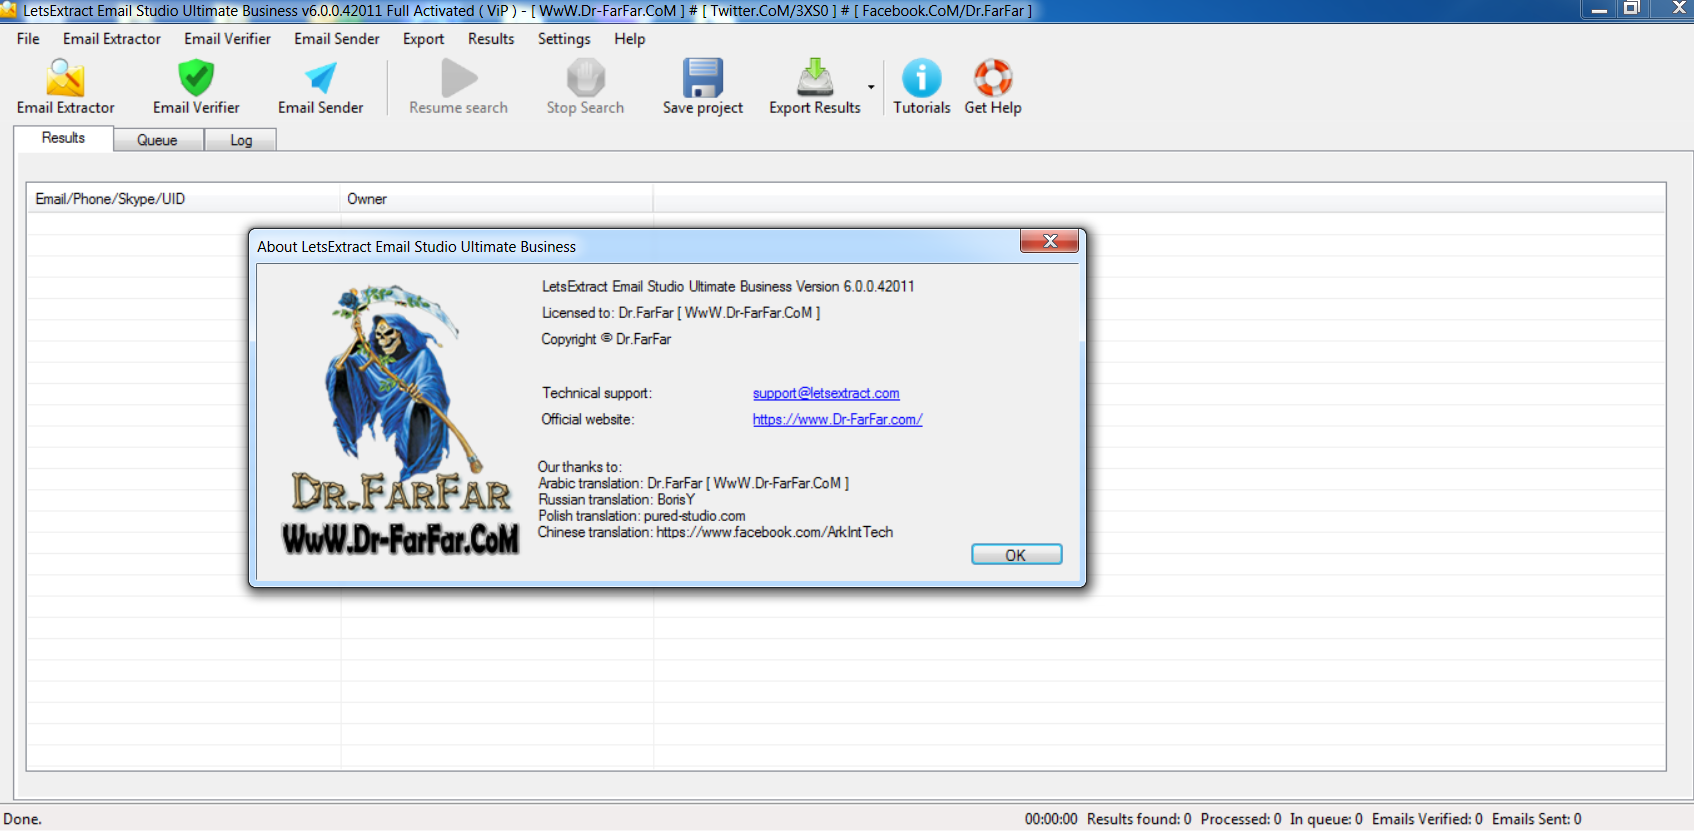 LetsExtract Email Studio Ultimate Business v6.0.0.42011 Full Activated ( ViP ) - [ WwW.Dr-FarFar.CoM ] # [ Twitter.CoM/3XS0 ] # [ Facebook.CoM/Dr.FarFar ]
File Email Extractor Email Verifier Email Sender Export Results Settings Help
Email Extractor Email Verifier Email Sender Resume search Stop Search Save project Export Results Tutorials Get Help
Results Queue Log
Email/Phone/Skype/UID Owner
About LetsExtract Email Studio Ultimate Business
LetsExtract Email Studio Ultimate Business Version 6.0.0.42011
Licensed to: Dr.FarFar [ WwW.Dr-FarFar.CoM ]
Copyright © Dr.FarFar
Technical support: support@letsextract.com
Official website: https://www.Dr-FarFar.com/
Our thanks to:
Arabic translation: Dr.FarFar [ WwW.Dr-FarFar.CoM ]
Russian translation: BorisY
Polish translation: pured-studio.com
Chinese translation: https://www.facebook.com/ArkIntTech
Dr.FarFar
WwW.Dr-FarFar.CoM
OK
Done. 00:00:00 Results found: 0 Processed: 0 In queue: 0 Emails Verified: 0 Emails Sent: 0